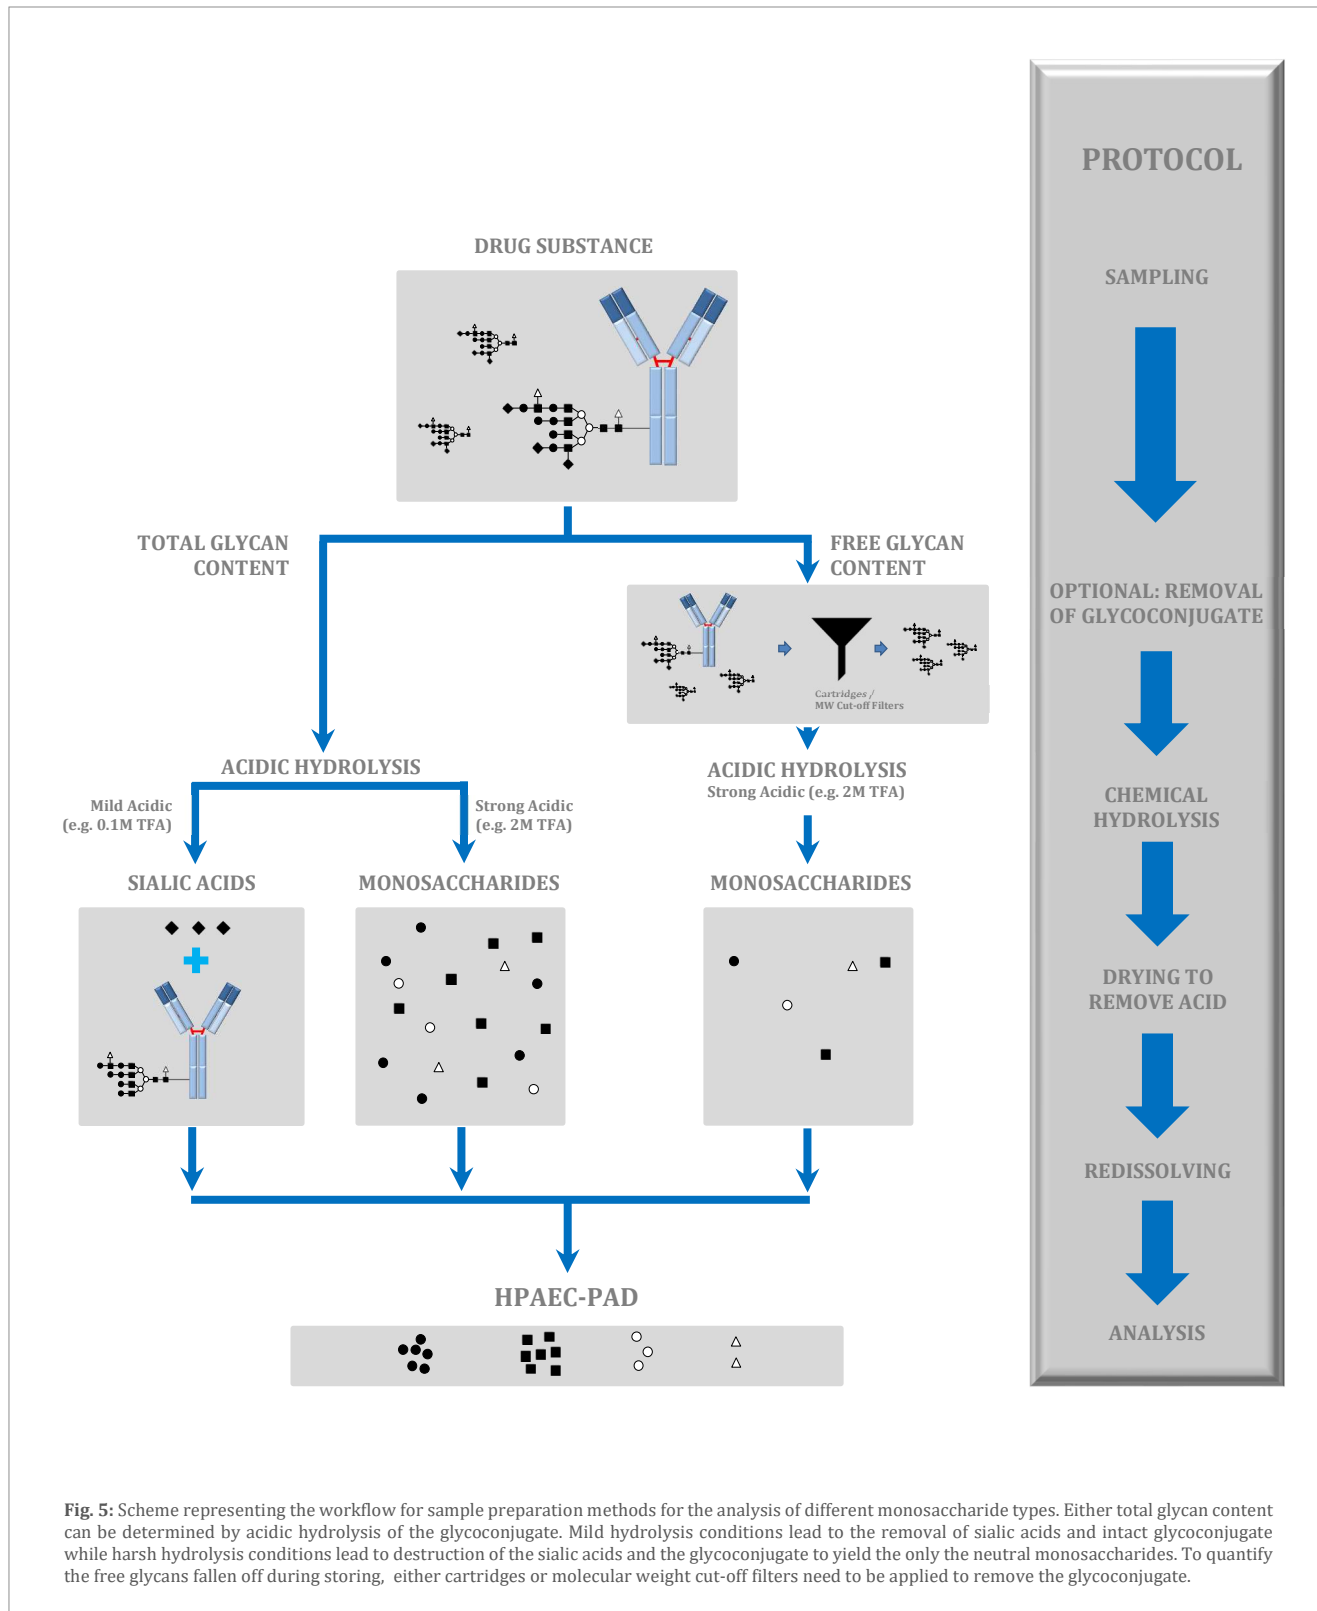 PROTOCOL
DRUG SUBSTANCE
SAMPLING
TOTAL GLYCAN
CONTENT
FREE GLYCAN
CONTENT
Cartridges /
MW Cut-off Filters
OPTIONAL: REMOVAL
OF GLYCOCONJUGATE
ACIDIC HYDROLYSIS
Mild Acidic
(e.g. 0.1M TFA)
Strong Acidic
(e.g. 2M TFA)
ACIDIC HYDROLYSIS
Strong Acidic (e.g. 2M TFA)
CHEMICAL
HYDROLYSIS
SIALIC ACIDS
MONOSACCHARIDES
MONOSACCHARIDES
DRYING TO
REMOVE ACID
REDISSOLVING
HPAEC-PAD
ANALYSIS
Fig. 5: Scheme representing the workflow for sample preparation methods for the analysis of different monosaccharide types. Either total glycan content
can be determined by acidic hydrolysis of the glycoconjugate. Mild hydrolysis conditions lead to the removal of sialic acids and intact glycoconjugate
while harsh hydrolysis conditions lead to destruction of the sialic acids and the glycoconjugate to yield the only the neutral monosaccharides. To quantify
the free glycans fallen off during storing, either cartridges or molecular weight cut-off filters need to be applied to remove the glycoconjugate.